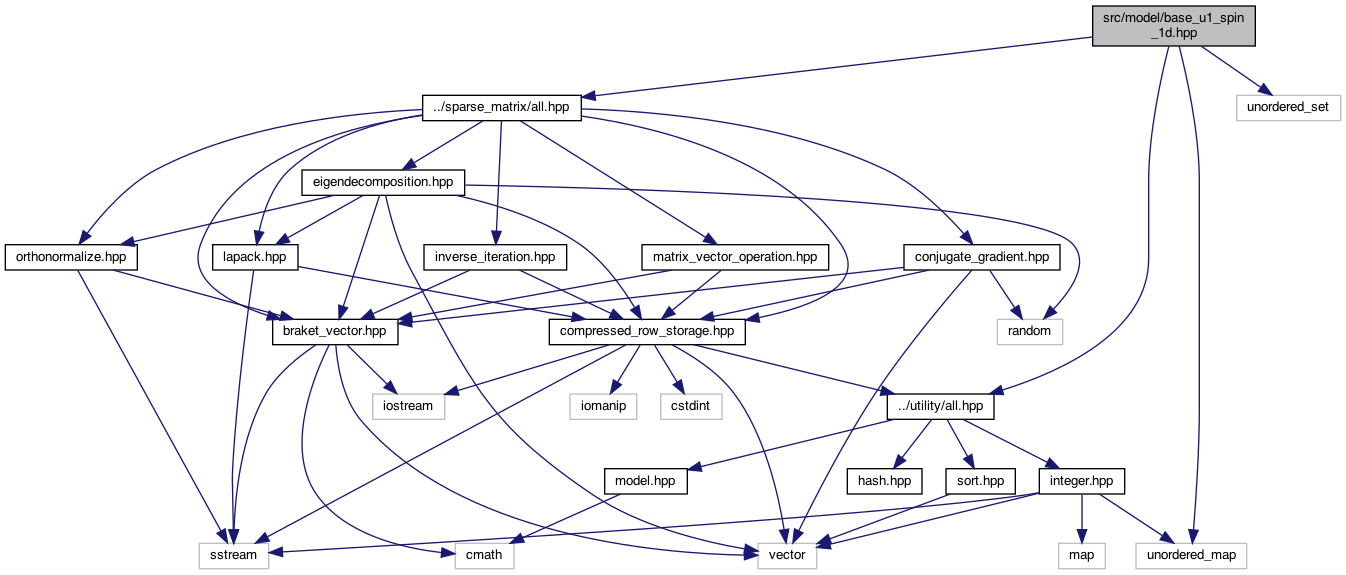 src/model/base_u1_spin
_1d.hpp
../sparse_matrix/all.hpp
unordered_set
eigendecomposition.hpp
orthonormalize.hpp
lapack.hpp
inverse_iteration.hpp
matrix_vector_operation.hpp
conjugate_gradient.hpp
braket_vector.hpp
compressed_row_storage.hpp
random
iostream
iomanip
cstdint
../utility/all.hpp
model.hpp
hash.hpp
sort.hpp
integer.hpp
sstream
cmath
vector
map
unordered_map